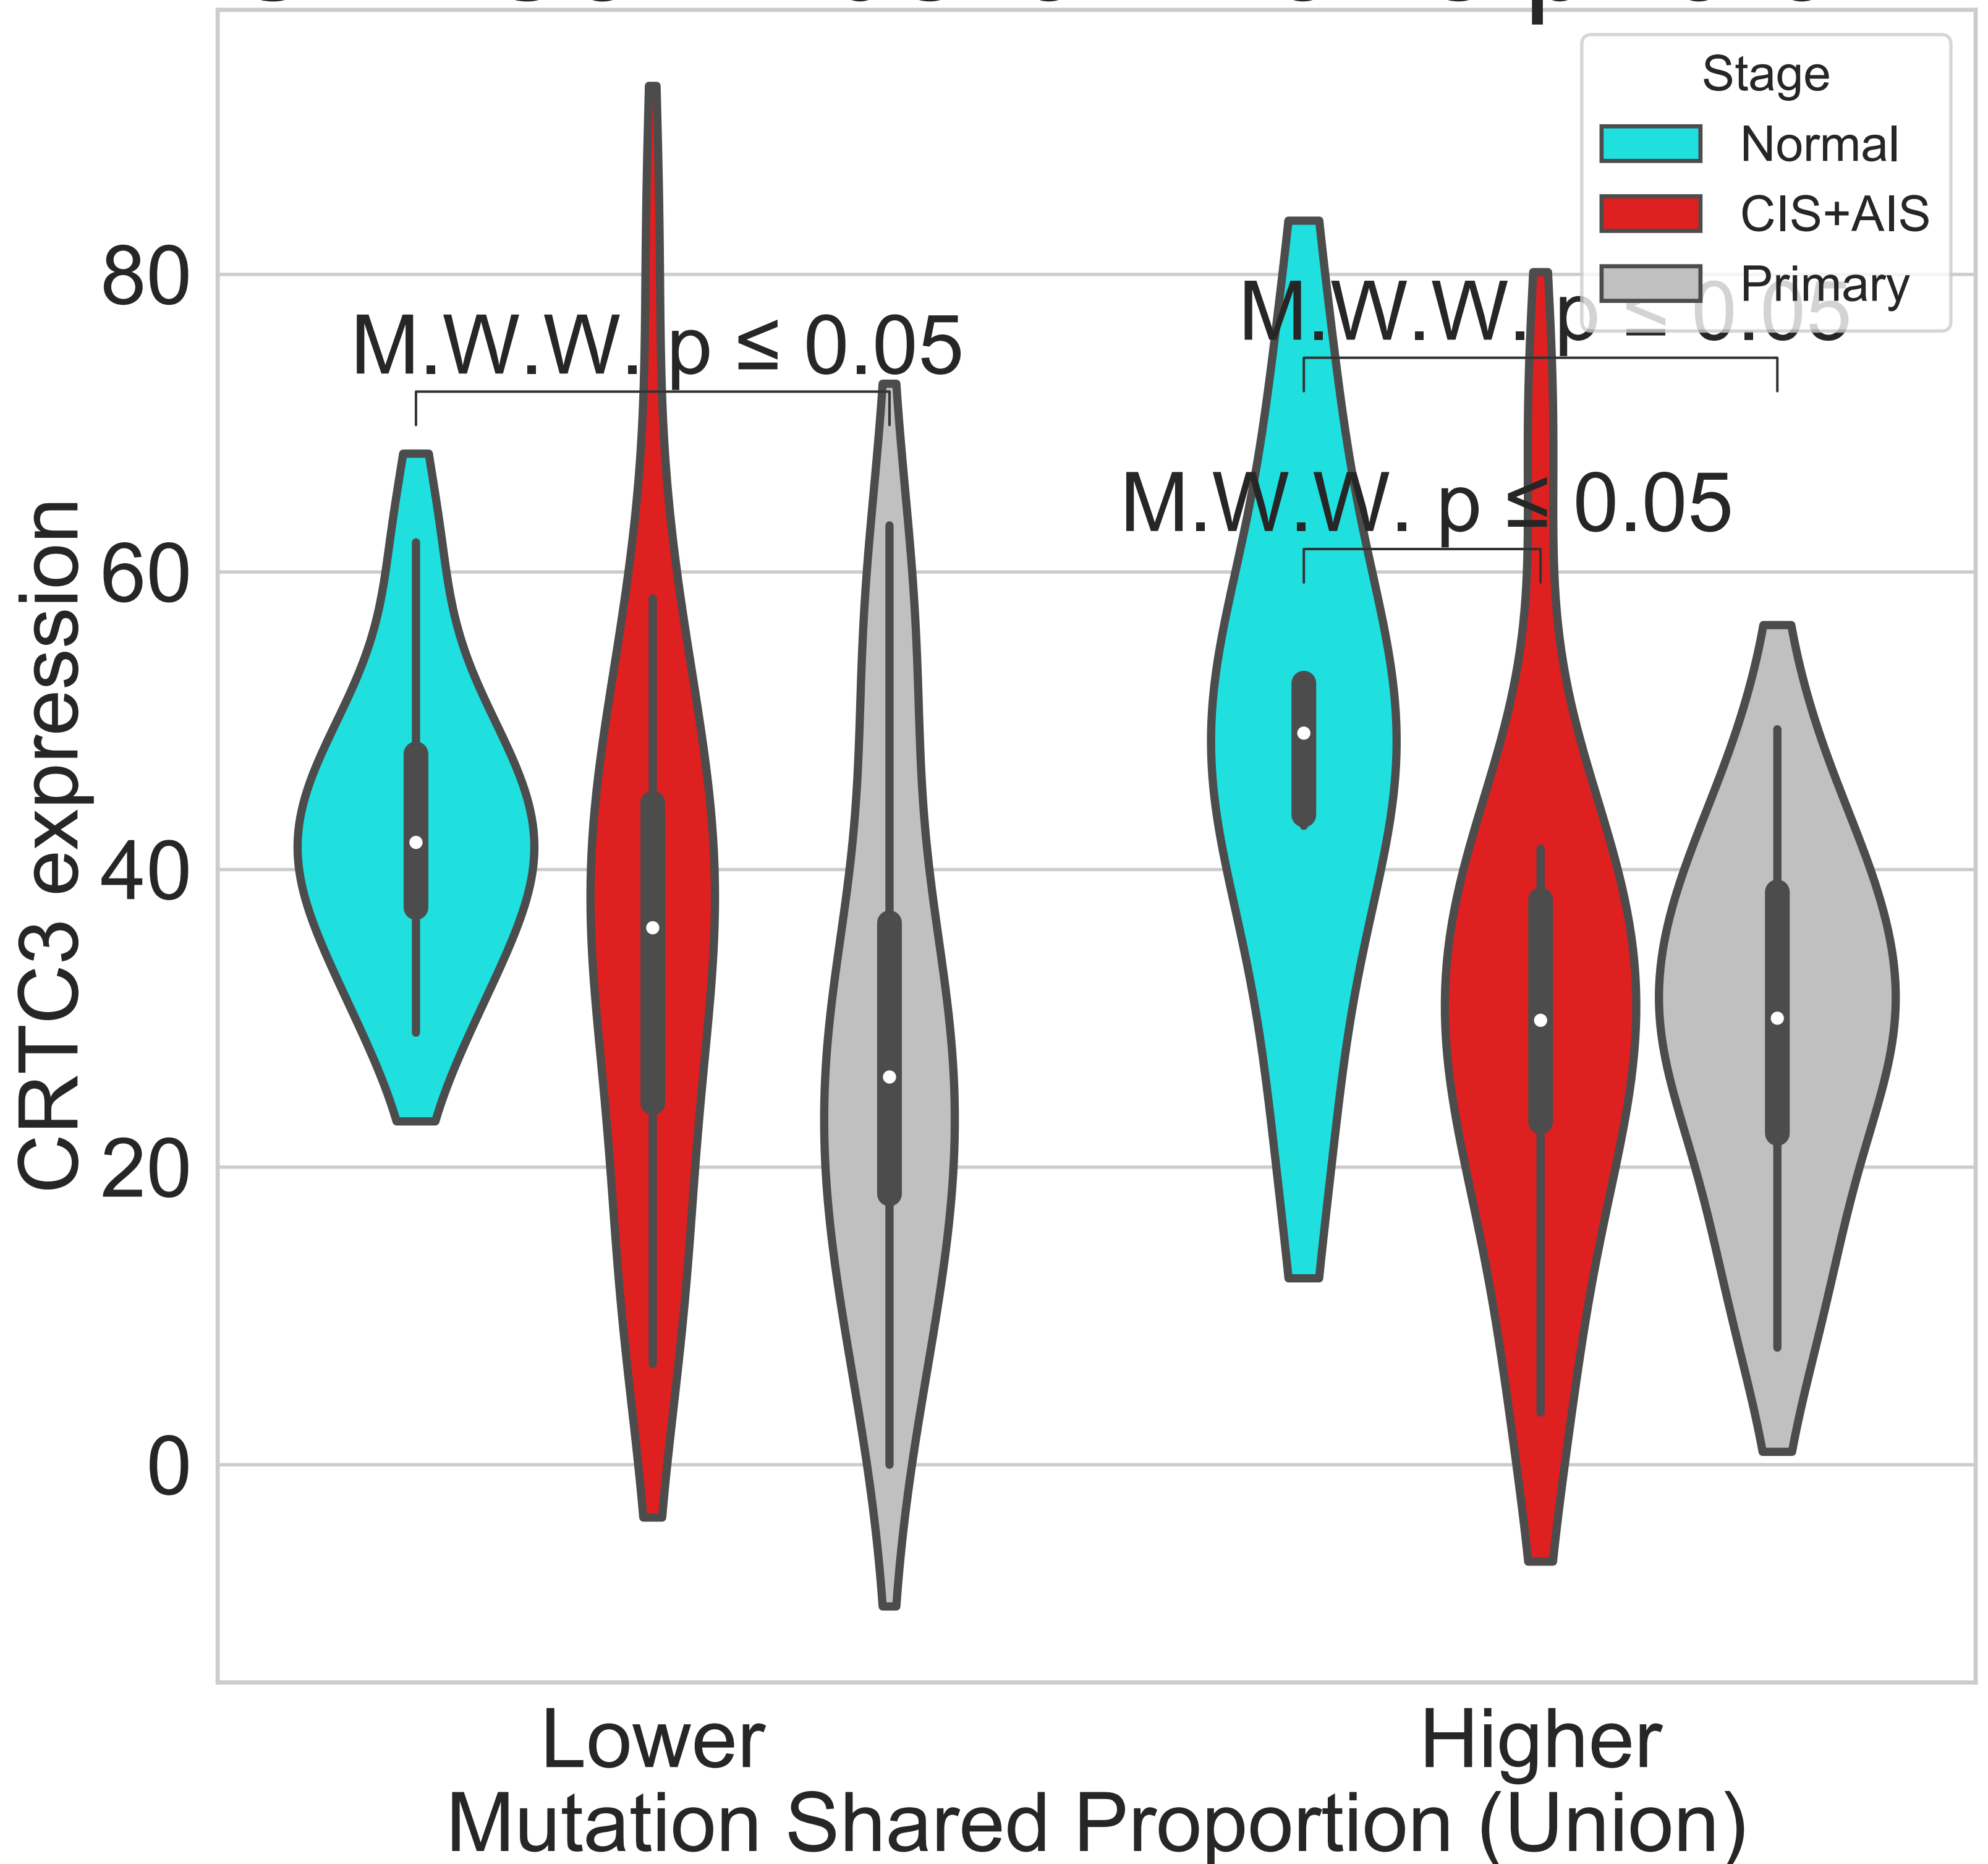 Stage
Normal
CIS+AIS
Primary
80
60
40
20
0
CRTC3 expression
M.W.W. p ≤ 0.05
M.W.W. p ≤ 0.05
M.W.W. p ≤ 0.05
Lower
Higher
Mutation Shared Proportion (Union)